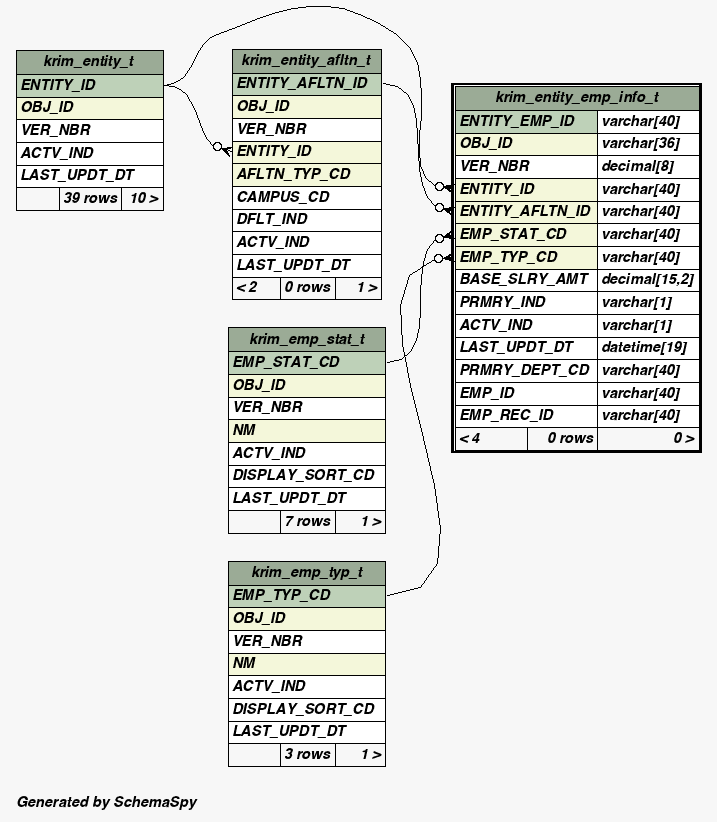 krim_entity_t
ENTITY_ID
OBJ_ID
VER_NBR
ACTV_IND
LAST_UPDT_DT
39 rows 10 >
krim_entity_afltn_t
ENTITY_AFLTN_ID
OBJ_ID
VER_NBR
ENTITY_ID
AFLTN_TYP_CD
CAMPUS_CD
DFLT_IND
ACTV_IND
LAST_UPDT_DT
< 2 0 rows 1 >
krim_emp_stat_t
EMP_STAT_CD
OBJ_ID
VER_NBR
NM
ACTV_IND
DISPLAY_SORT_CD
LAST_UPDT_DT
7 rows 1 >
krim_emp_typ_t
EMP_TYP_CD
OBJ_ID
VER_NBR
NM
ACTV_IND
DISPLAY_SORT_CD
LAST_UPDT_DT
3 rows 1 >
krim_entity_emp_info_t
ENTITY_EMP_ID varchar[40]
OBJ_ID varchar[36]
VER_NBR decimal[8]
ENTITY_ID varchar[40]
ENTITY_AFLTN_ID varchar[40]
EMP_STAT_CD varchar[40]
EMP_TYP_CD varchar[40]
BASE_SLRY_AMT decimal[15,2]
PRMRY_IND varchar[1]
ACTV_IND varchar[1]
LAST_UPDT_DT datetime[19]
PRMRY_DEPT_CD varchar[40]
EMP_ID varchar[40]
EMP_REC_ID varchar[40]
< 4 0 rows 0 >
Generated by SchemaSpy